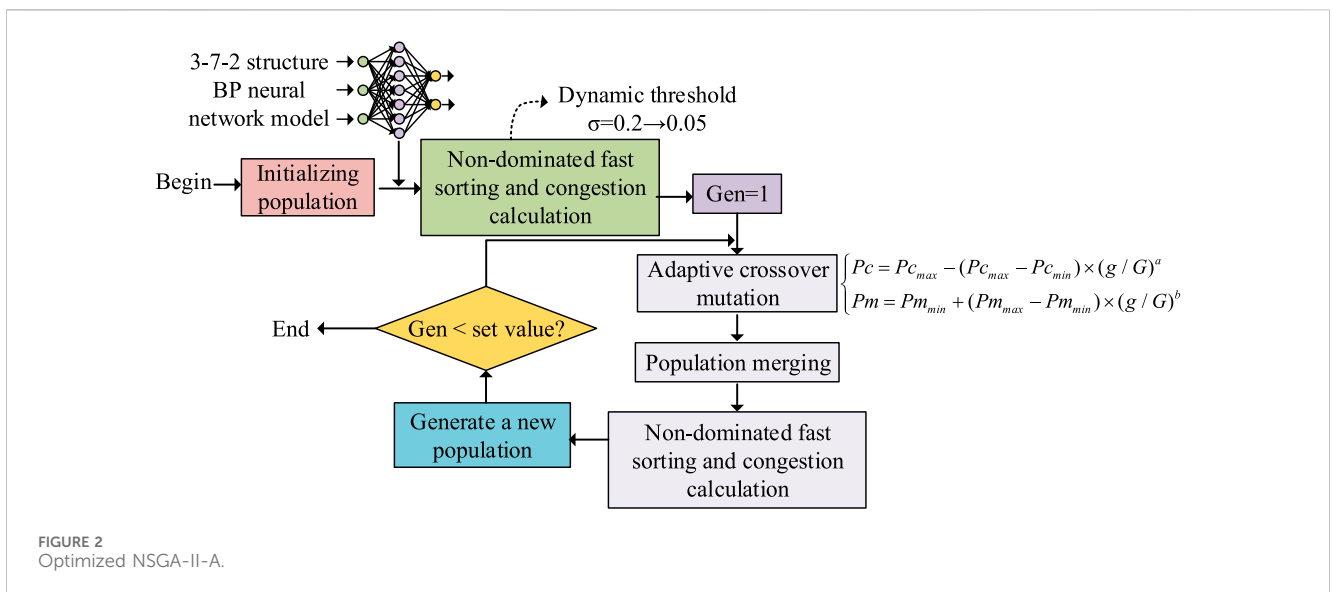 3-7-2 structure
BP neural
network model
Dynamic threshold
σ=0.2→0.05
Begin
Initializing
population
Non-dominated fast
sorting and congestion
calculation
Gen=1
Adaptive crossover
mutation
Pc = Pc_max − (Pc_max − Pc_min) × (g / G)^a
Pm = Pm_min + (Pm_max − Pm_min) × (g / G)^b
Population merging
Non-dominated fast
sorting and congestion
calculation
Generate a new
population
Gen < set value?
End
FIGURE 2
Optimized NSGA-II-A.